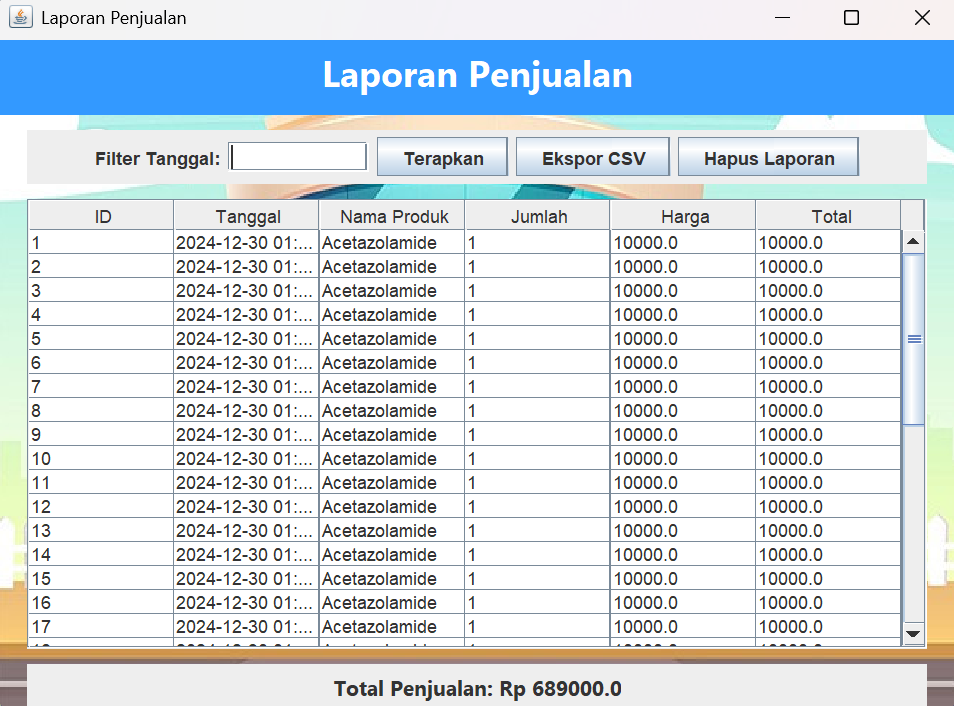 Laporan Penjualan
Laporan Penjualan
Filter Tanggal: Terapkan Ekspor CSV Hapus Laporan
ID Tanggal Nama Produk Jumlah Harga Total
1 2024-12-30 01:... Acetazolamide 1 10000.0 10000.0
2 2024-12-30 01:... Acetazolamide 1 10000.0 10000.0
3 2024-12-30 01:... Acetazolamide 1 10000.0 10000.0
4 2024-12-30 01:... Acetazolamide 1 10000.0 10000.0
5 2024-12-30 01:... Acetazolamide 1 10000.0 10000.0
6 2024-12-30 01:... Acetazolamide 1 10000.0 10000.0
7 2024-12-30 01:... Acetazolamide 1 10000.0 10000.0
8 2024-12-30 01:... Acetazolamide 1 10000.0 10000.0
9 2024-12-30 01:... Acetazolamide 1 10000.0 10000.0
10 2024-12-30 01:... Acetazolamide 1 10000.0 10000.0
11 2024-12-30 01:... Acetazolamide 1 10000.0 10000.0
12 2024-12-30 01:... Acetazolamide 1 10000.0 10000.0
13 2024-12-30 01:... Acetazolamide 1 10000.0 10000.0
14 2024-12-30 01:... Acetazolamide 1 10000.0 10000.0
15 2024-12-30 01:... Acetazolamide 1 10000.0 10000.0
16 2024-12-30 01:... Acetazolamide 1 10000.0 10000.0
17 2024-12-30 01:... Acetazolamide 1 10000.0 10000.0
Total Penjualan: Rp 689000.0